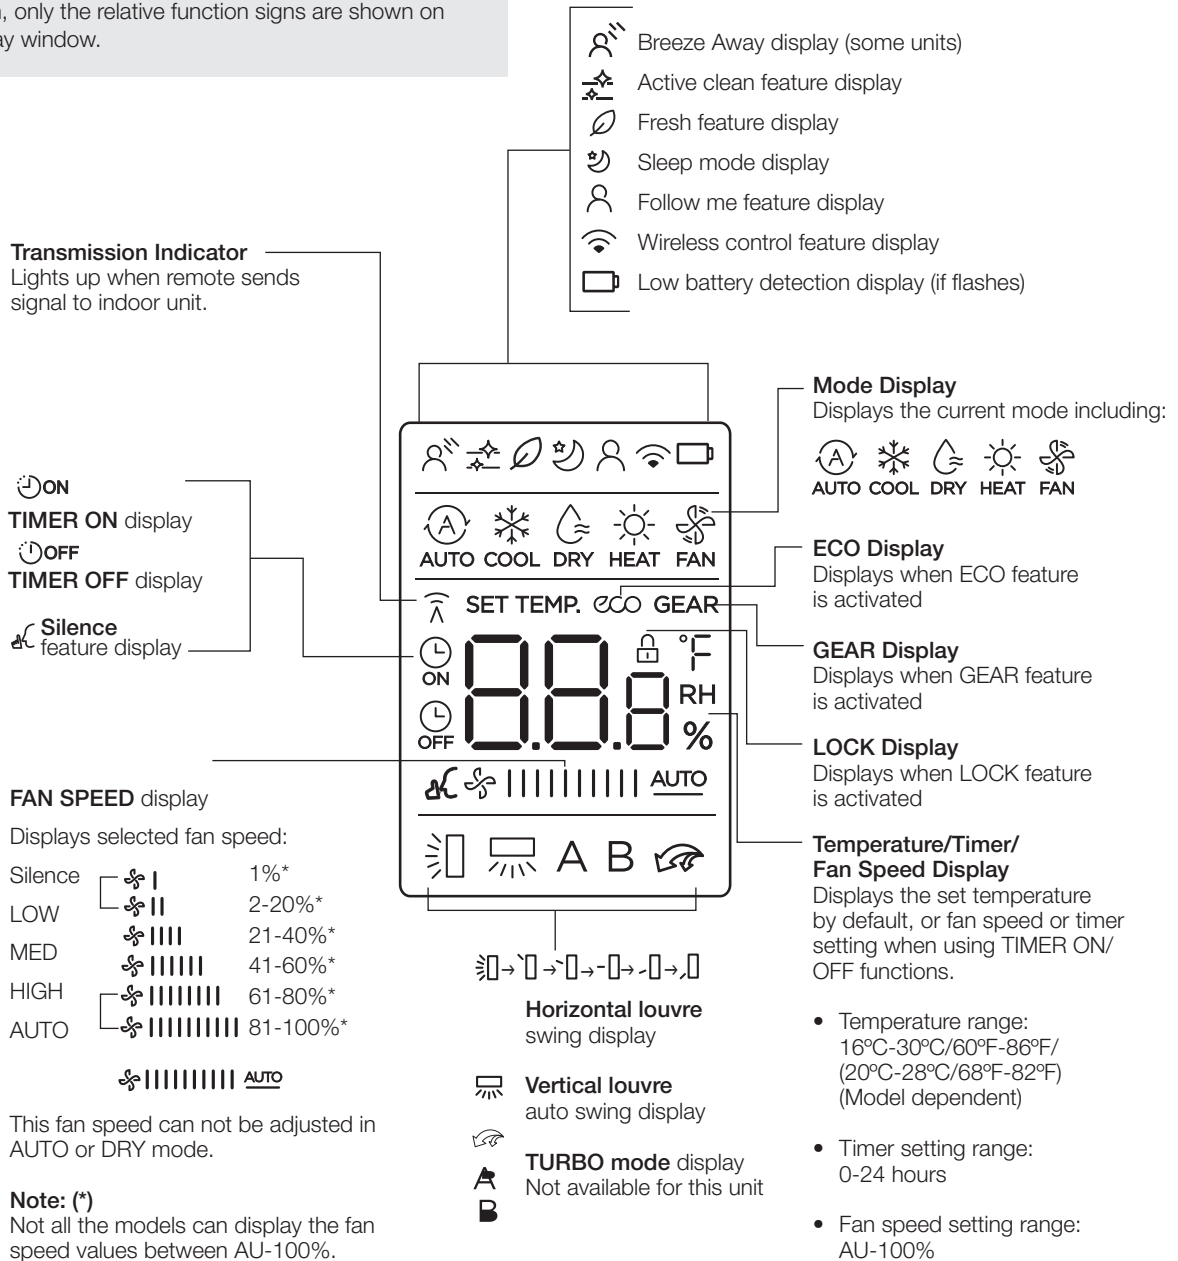 , only the relative function signs are shown on
ay window.
Breeze Away display (some units)
Active clean feature display
Fresh feature display
Sleep mode display
Follow me feature display
Wireless control feature display
Low battery detection display (if flashes)
Transmission Indicator
Lights up when remote sends
signal to indoor unit.
ON
TIMER ON display
OFF
TIMER OFF display
Silence
feature display
A
AUTO COOL DRY HEAT FAN
SET TEMP. eco GEAR
ON
OFF
88.8
°F
RH
%
AUTO
A B
Mode Display
Displays the current mode including:
A
AUTO COOL DRY HEAT FAN
ECO Display
Displays when ECO feature
is activated
GEAR Display
Displays when GEAR feature
is activated
LOCK Display
Displays when LOCK feature
is activated
Temperature/Timer/
Fan Speed Display
Displays the set temperature
by default, or fan speed or timer
setting when using TIMER ON/
OFF functions.
• Temperature range:
16ºC-30ºC/60ºF-86ºF/
(20ºC-28ºC/68ºF-82ºF)
(Model dependent)
• Timer setting range:
0-24 hours
• Fan speed setting range:
AU-100%
FAN SPEED display
Displays selected fan speed:
Silence 1%*
LOW 2-20%*
21-40%*
MED 41-60%*
HIGH 61-80%*
AUTO 81-100%*
AUTO
This fan speed can not be adjusted in
AUTO or DRY mode.
Note: (*)
Not all the models can display the fan
speed values between AU-100%.
Horizontal louvre
swing display
Vertical louvre
auto swing display
TURBO mode display
A Not available for this unit
B